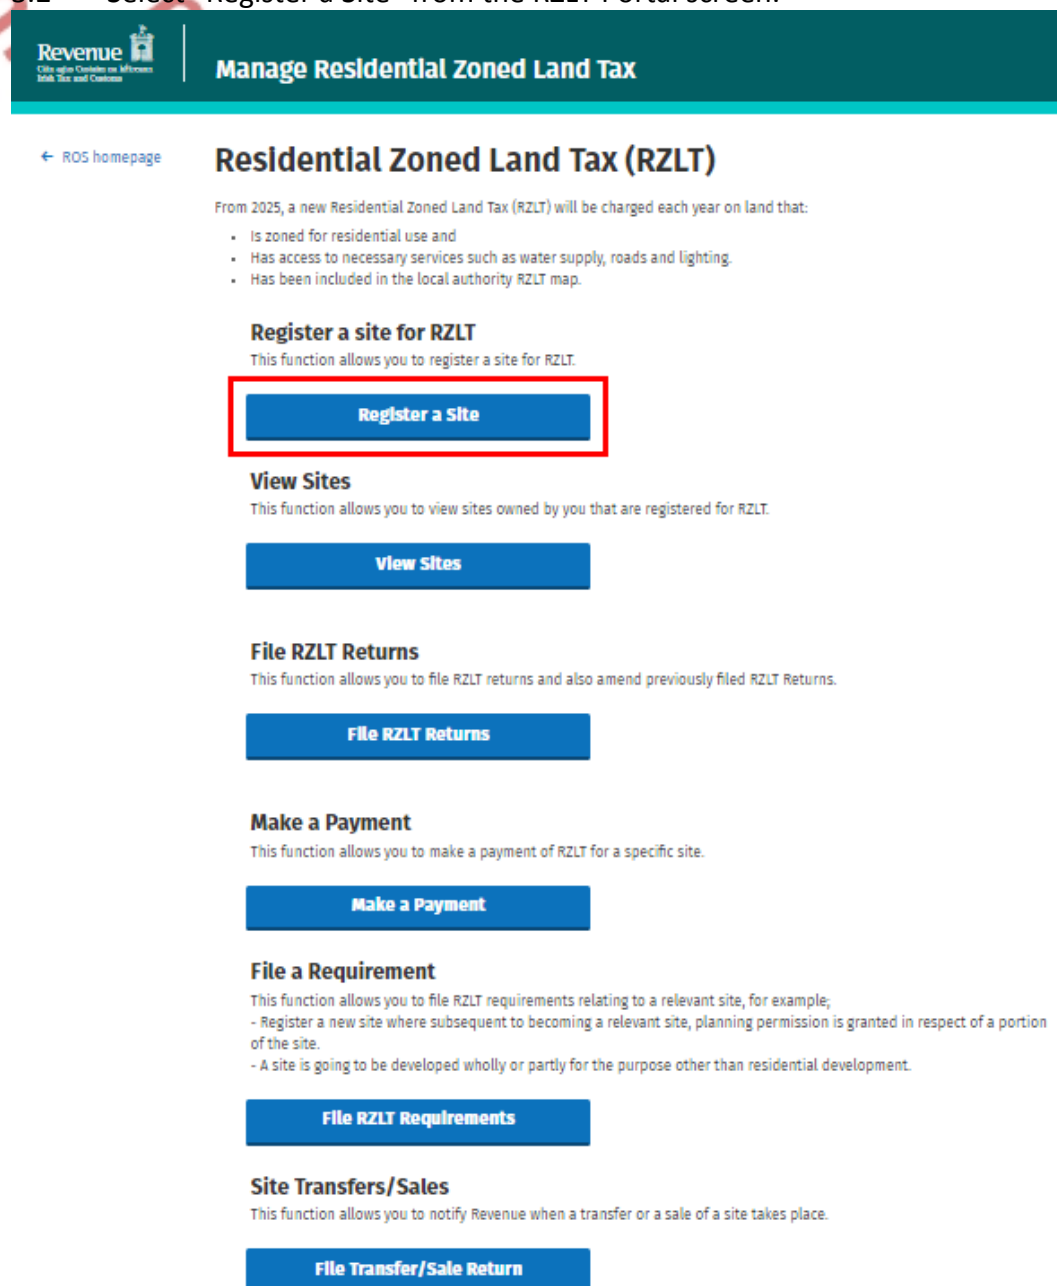 Select "Register a Site" from the RZLT Portal screen.
Revenue
Cáin agus Custaim na hÉireann
Irish Tax and Customs
Manage Residential Zoned Land Tax
← ROS homepage
Residential Zoned Land Tax (RZLT)
From 2025, a new Residential Zoned Land Tax (RZLT) will be charged each year on land that:
• Is zoned for residential use and
• Has access to necessary services such as water supply, roads and lighting.
• Has been included in the local authority RZLT map.
Register a site for RZLT
This function allows you to register a site for RZLT.
Register a Site
View Sites
This function allows you to view sites owned by you that are registered for RZLT.
View Sites
File RZLT Returns
This function allows you to file RZLT returns and also amend previously filed RZLT Returns.
File RZLT Returns
Make a Payment
This function allows you to make a payment of RZLT for a specific site.
Make a Payment
File a Requirement
This function allows you to file RZLT requirements relating to a relevant site, for example;
- Register a new site where subsequent to becoming a relevant site, planning permission is granted in respect of a portion
of the site.
- A site is going to be developed wholly or partly for the purpose other than residential development.
File RZLT Requirements
Site Transfers/Sales
This function allows you to notify Revenue when a transfer or a sale of a site takes place.
File Transfer/Sale Return